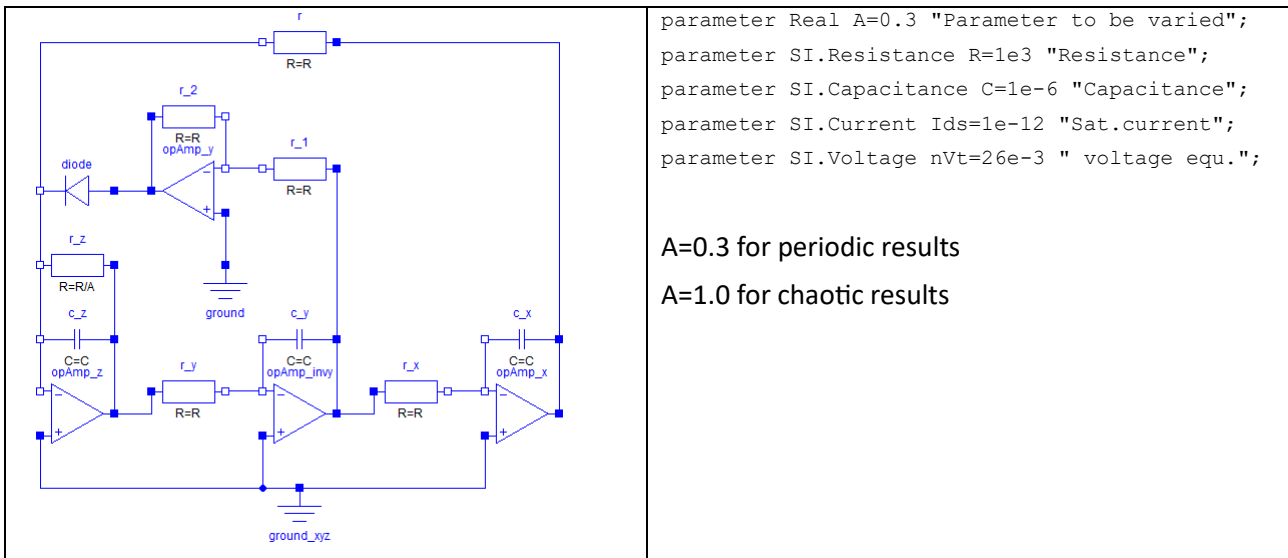 r
R=R
r_2
R=R
opAmp_y
r_1
R=R
diode
−
+
r_z
R=R/A
ground
c_z
C=C
opAmp_z
r_y
R=R
c_y
C=C
opAmp_invy
r_x
R=R
c_x
C=C
opAmp_x
−
+
−
+
−
+
ground_xyz
parameter Real A=0.3 "Parameter to be varied";
parameter SI.Resistance R=1e3 "Resistance";
parameter SI.Capacitance C=1e-6 "Capacitance";
parameter SI.Current Ids=1e-12 "Sat.current";
parameter SI.Voltage nVt=26e-3 " voltage equ.";
A=0.3 for periodic results
A=1.0 for chaotic results